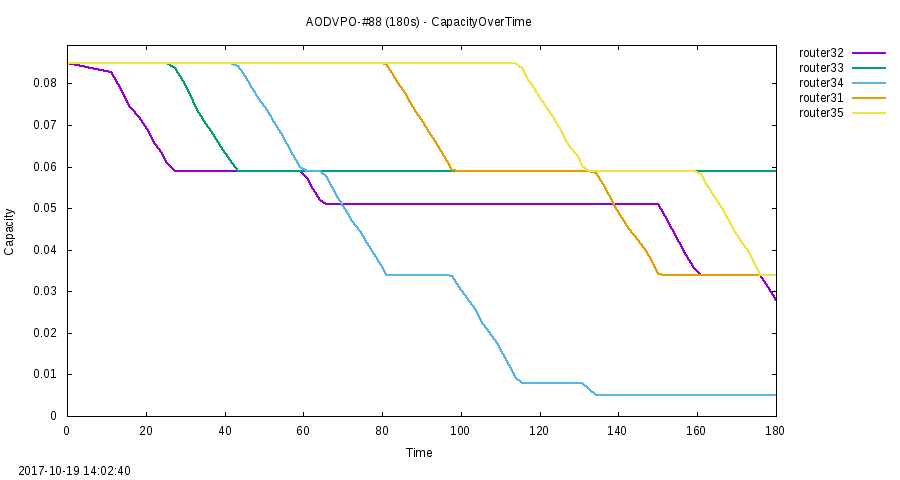 AODVPO-#88 (180s) - CapacityOverTime
router32
router33
router34
router31
router35
0.08
0.07
0.06
0.05
0.04
0.03
0.02
0.01
0
Capacity
0 20 40 60 80 100 120 140 160 180
Time
2017-10-19 14:02:40